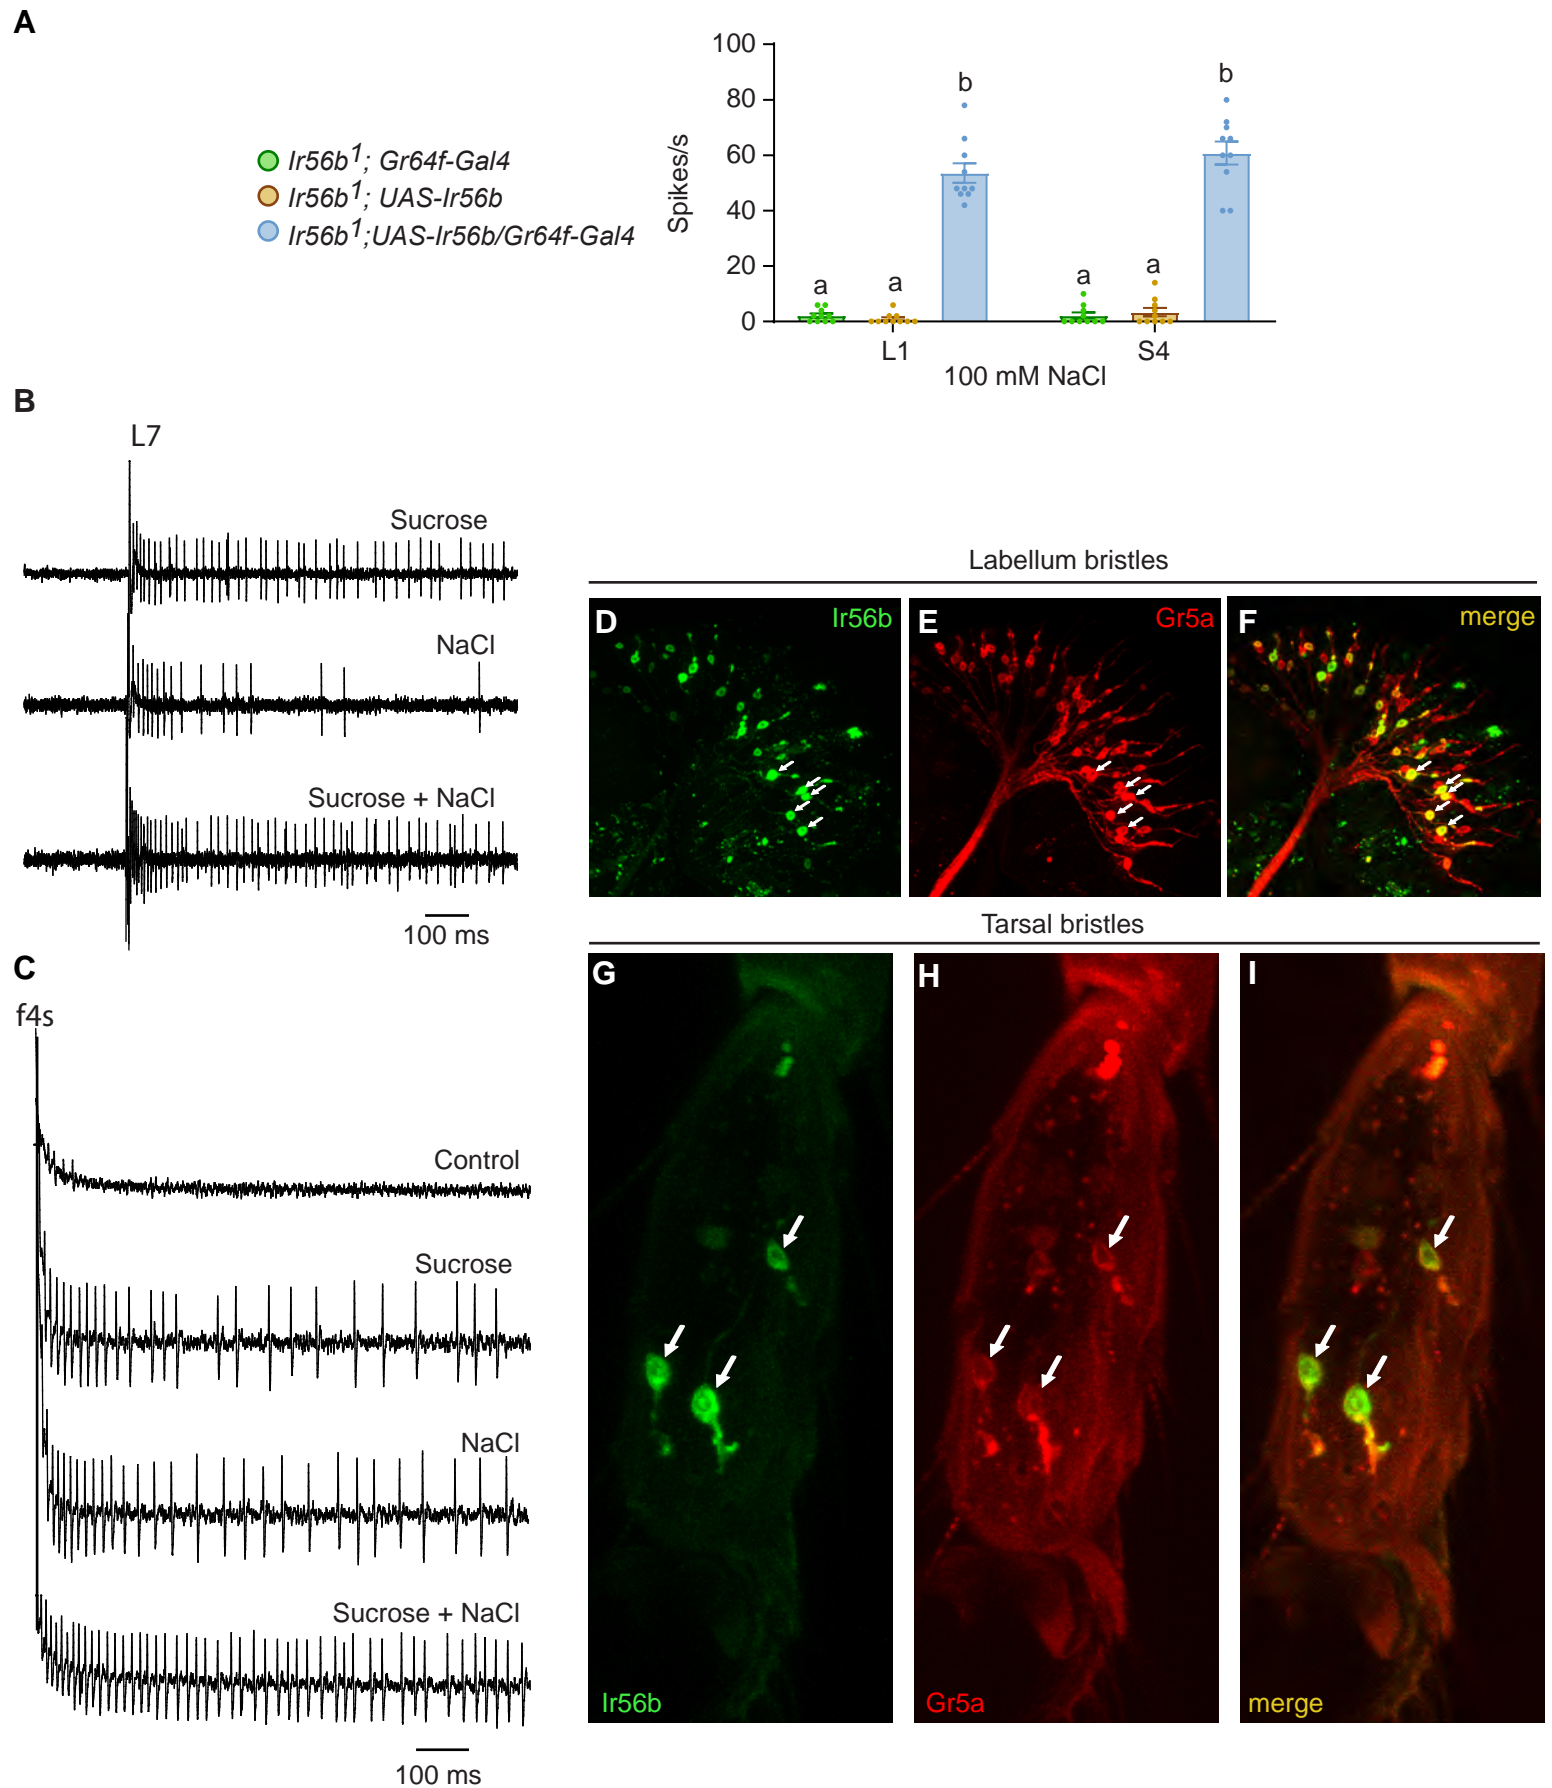 A
100
80
60
40
20
0
Spikes/s
Ir56b1; Gr64f-Gal4
Ir56b1; UAS-Ir56b
Ir56b1;UAS-Ir56b/Gr64f-Gal4
a
a
b
a
a
b
L1
S4
100 mM NaCl
B
L7
Sucrose
NaCl
Sucrose + NaCl
100 ms
C
f4s
Control
Sucrose
NaCl
Sucrose + NaCl
100 ms
Labellum bristles
D
Ir56b
E
Gr5a
F
merge
Tarsal bristles
G
H
I
Ir56b
Gr5a
merge